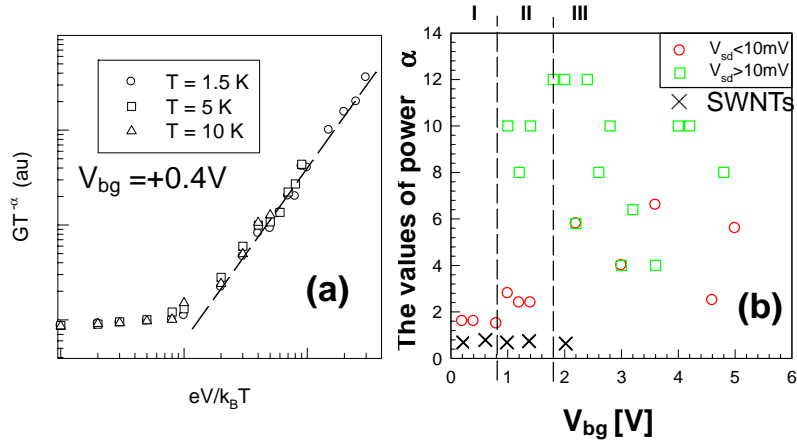 T = 1.5 K
T = 5 K
T = 10 K
V_bg =+0.4V
GT^-α (au)
(a)
eV/k_BT
I II III
V_sd<10mV
V_sd>10mV
SWNTs
The values of power α
14
12
10
8
6
4
2
0
(b)
0 1 2 3 4 5 6
V_bg [V]